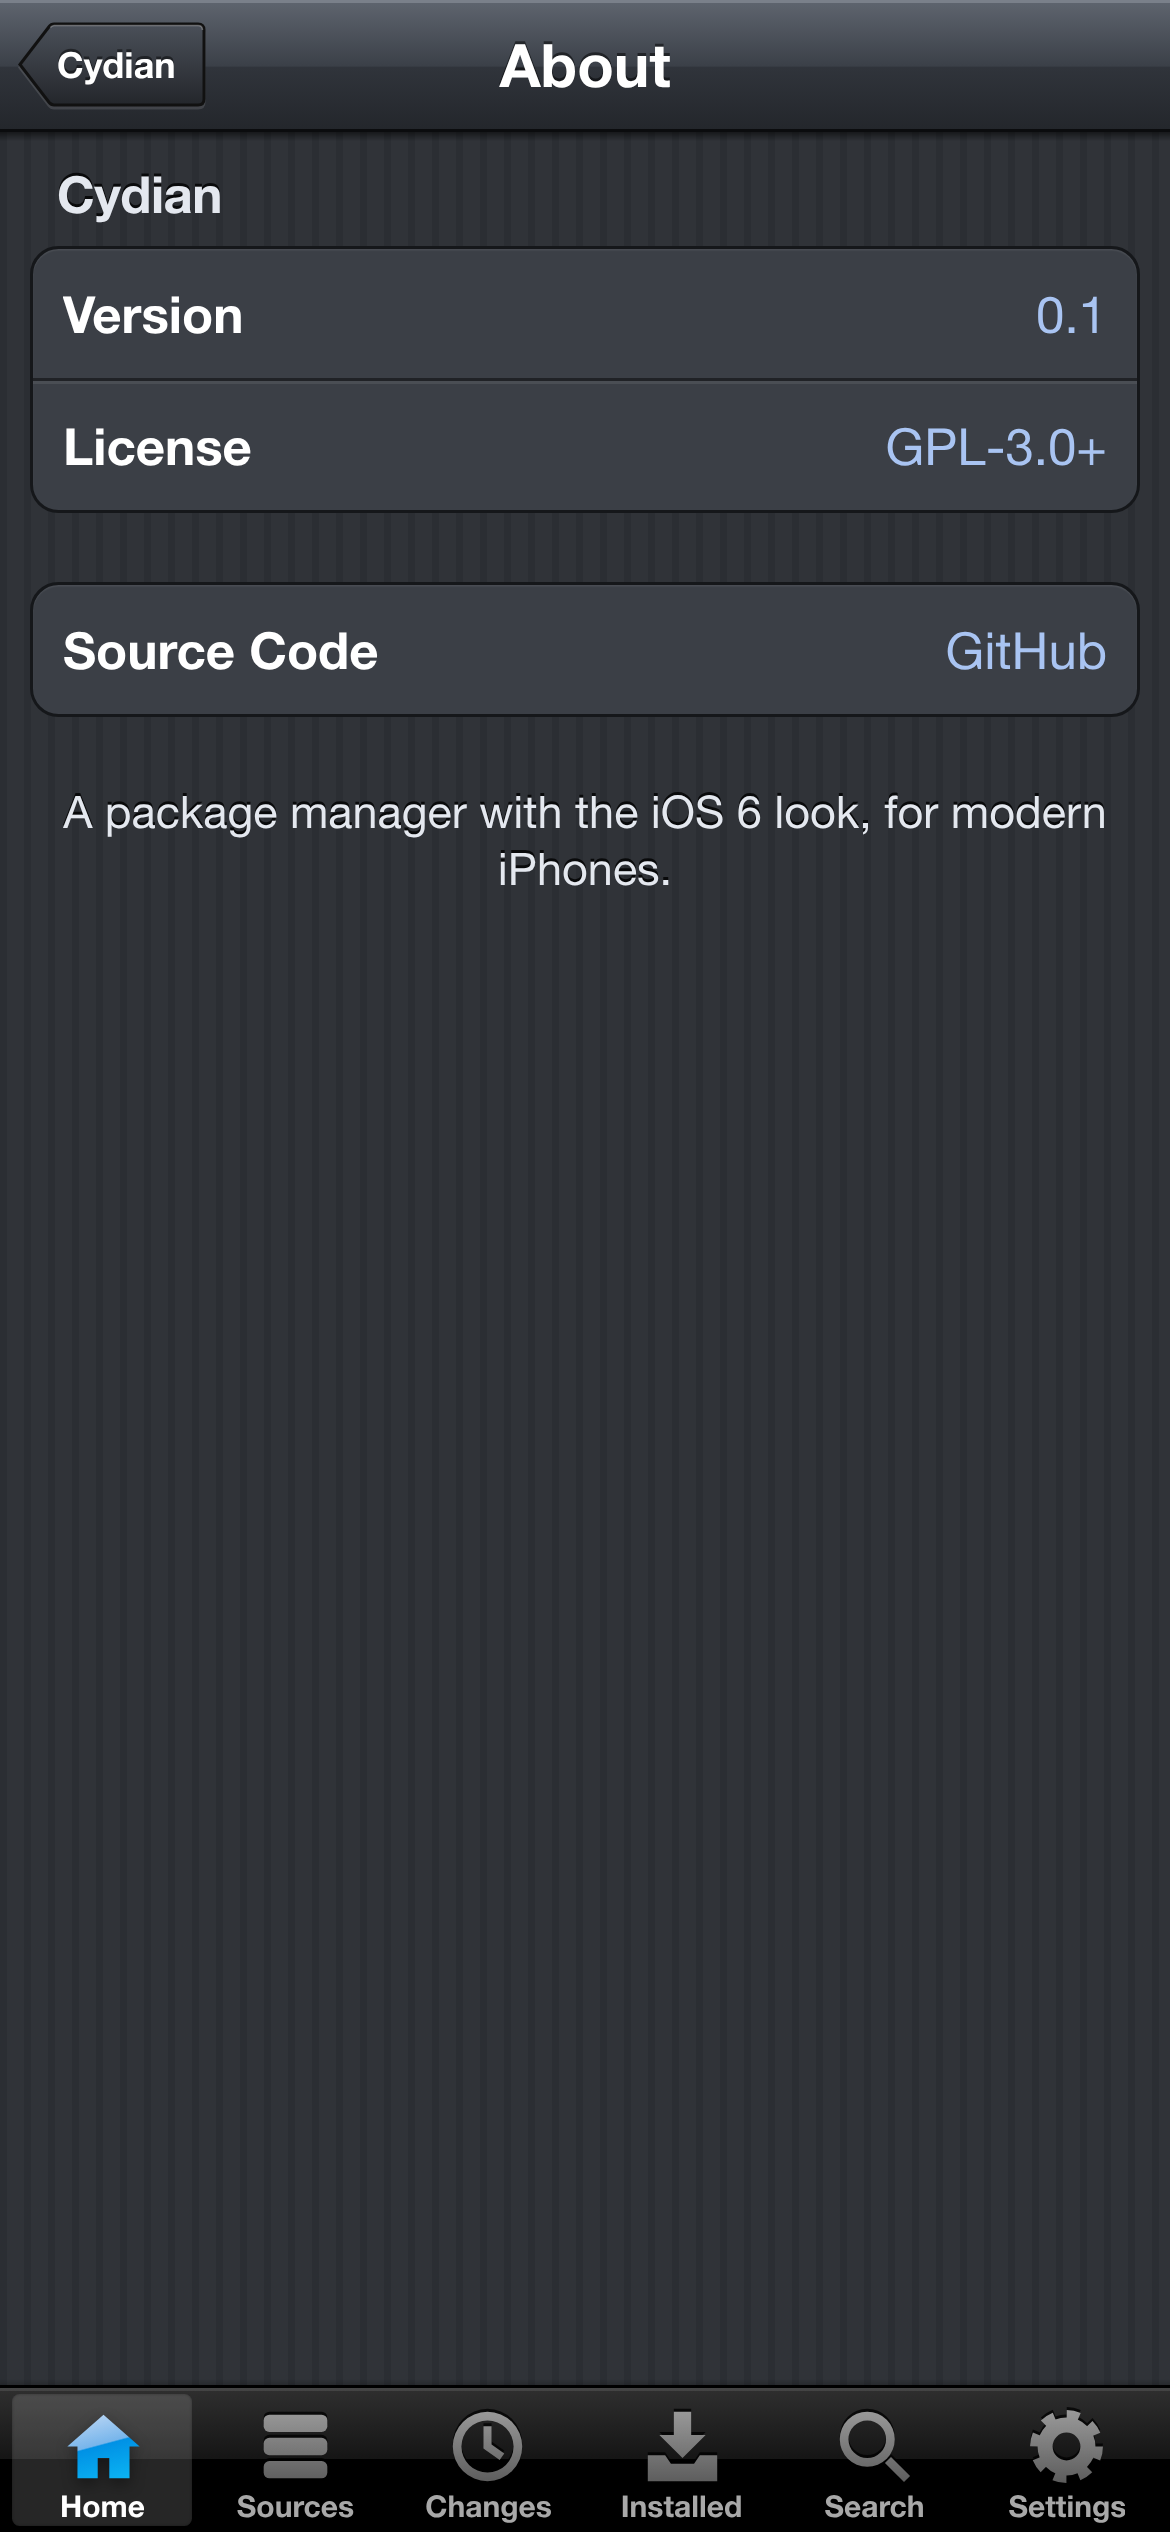 Cydian
About
Cydian
Version 0.1
License GPL-3.0+
Source Code GitHub
A package manager with the iOS 6 look, for modern
iPhones.
Home Sources Changes Installed Search Settings